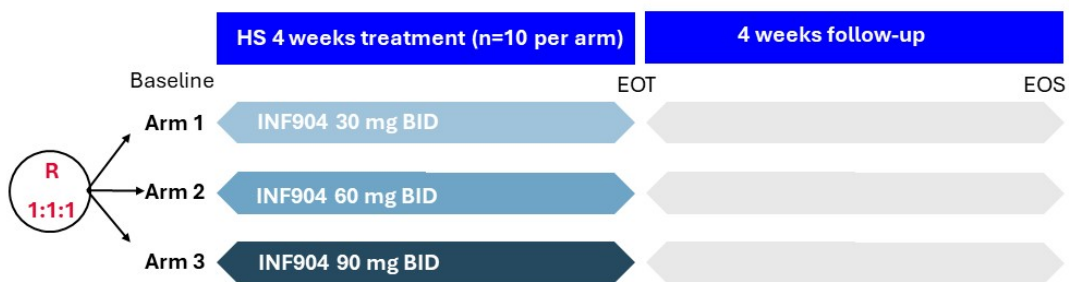 HS 4 weeks treatment (n=10 per arm)
4 weeks follow-up
Baseline
EOT
EOS
Arm 1
INF904 30 mg BID
R
1:1:1
Arm 2
INF904 60 mg BID
Arm 3
INF904 90 mg BID